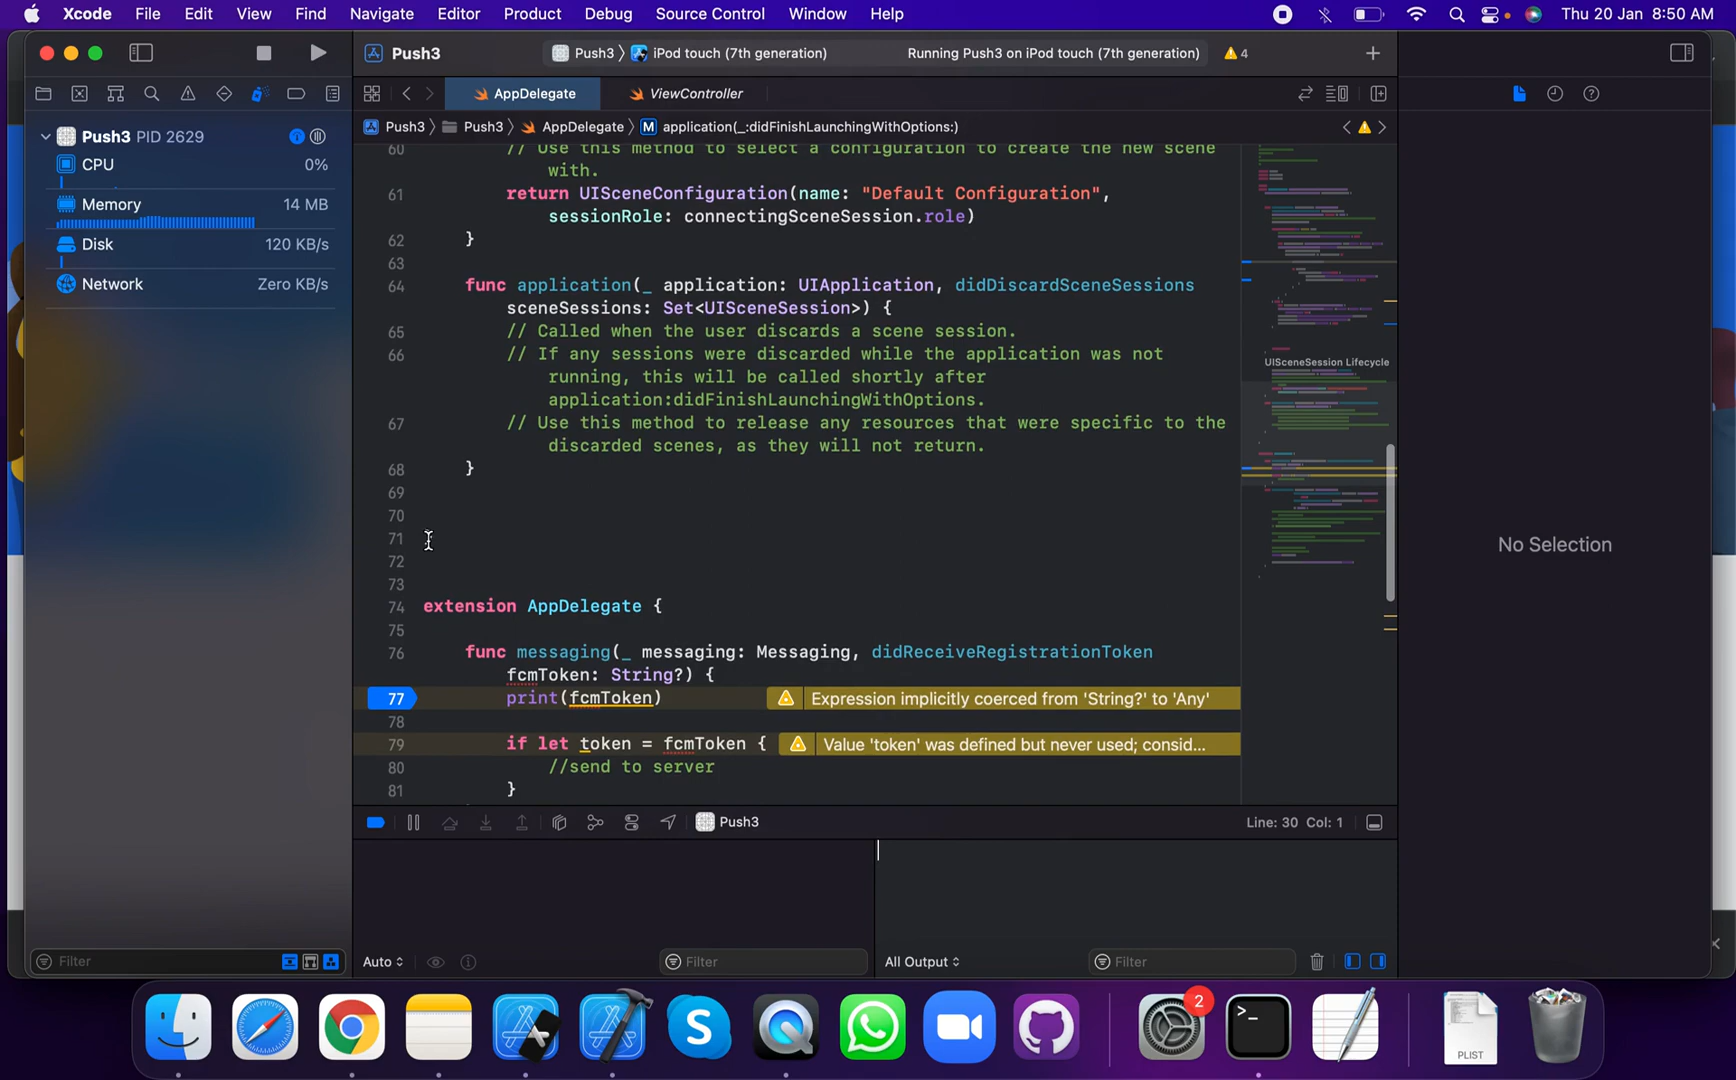 Xcode File Edit View Find Navigate Editor Product Debug Source Control Window Help Thu 20 Jan 8:50 AM
Push3 Push3 〉 iPod touch (7th generation) Running Push3 on iPod touch (7th generation) 4
AppDelegate ViewController
Push3 〉 Push3 〉 AppDelegate 〉 M application(_:didFinishLaunchingWithOptions:)
Push3 PID 2629
CPU 0%
Memory 14 MB
Disk 120 KB/s
Network Zero KB/s
Filter
60 // Use this method to select a configuration to create the new scene
with.
61 return UISceneConfiguration(name: "Default Configuration",
sessionRole: connectingSceneSession.role)
62 }
63
64 func application(_ application: UIApplication, didDiscardSceneSessions
sceneSessions: Set<UISceneSession>) {
65 // Called when the user discards a scene session.
66 // If any sessions were discarded while the application was not
running, this will be called shortly after
application:didFinishLaunchingWithOptions.
67 // Use this method to release any resources that were specific to the
discarded scenes, as they will not return.
68 }
69
70
71
72
73
74 extension AppDelegate {
75
76 func messaging(_ messaging: Messaging, didReceiveRegistrationToken
fcmToken: String?) {
77 print(fcmToken) Expression implicitly coerced from 'String?' to 'Any'
78
79 if let token = fcmToken { Value 'token' was defined but never used; consid...
80 //send to server
81 }
UISceneSession Lifecycle
No Selection
Push3 Line: 30 Col: 1
Auto Filter All Output Filter
2
PLIST